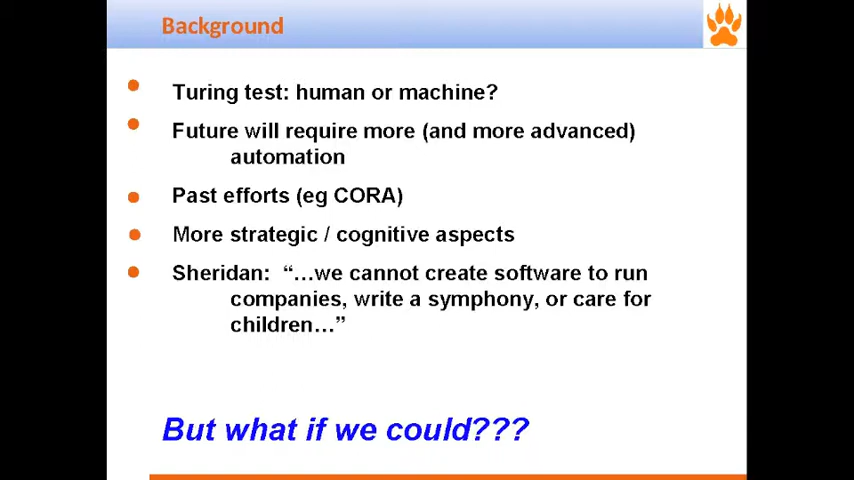 Background
Turing test: human or machine?
Future will require more (and more advanced)
automation
Past efforts (eg CORA)
More strategic / cognitive aspects
Sheridan: “…we cannot create software to run
companies, write a symphony, or care for
children…”
But what if we could???